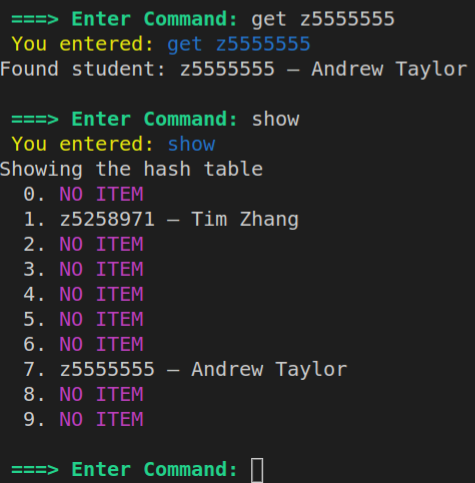 ===> Enter Command: get z5555555
You entered: get z5555555
Found student: z5555555 – Andrew Taylor
===> Enter Command: show
You entered: show
Showing the hash table
0. NO ITEM
1. z5258971 – Tim Zhang
2. NO ITEM
3. NO ITEM
4. NO ITEM
5. NO ITEM
6. NO ITEM
7. z5555555 – Andrew Taylor
8. NO ITEM
9. NO ITEM
===> Enter Command: